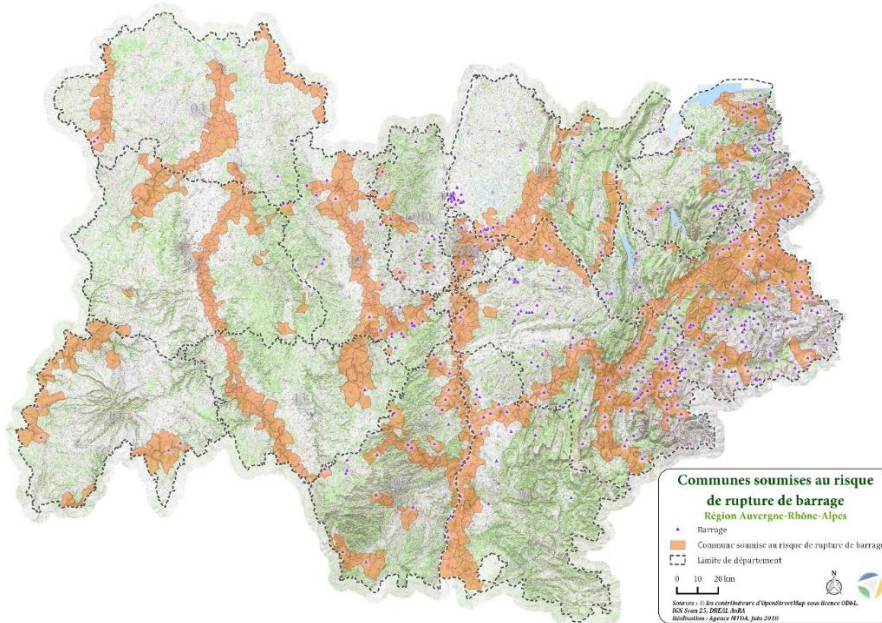 Communes soumises au risque
de rupture de barrage
Région Auvergne-Rhône-Alpes
Barrage
Commune soumise au risque de rupture de barrage
Limite de département
0 10 20 km
N
Sources : © les contributeurs d'OpenStreetMap sous licence ODbL,
IGN Scan 25, DREAL AuRA
Réalisation : Agence MTDA, juin 2018
03